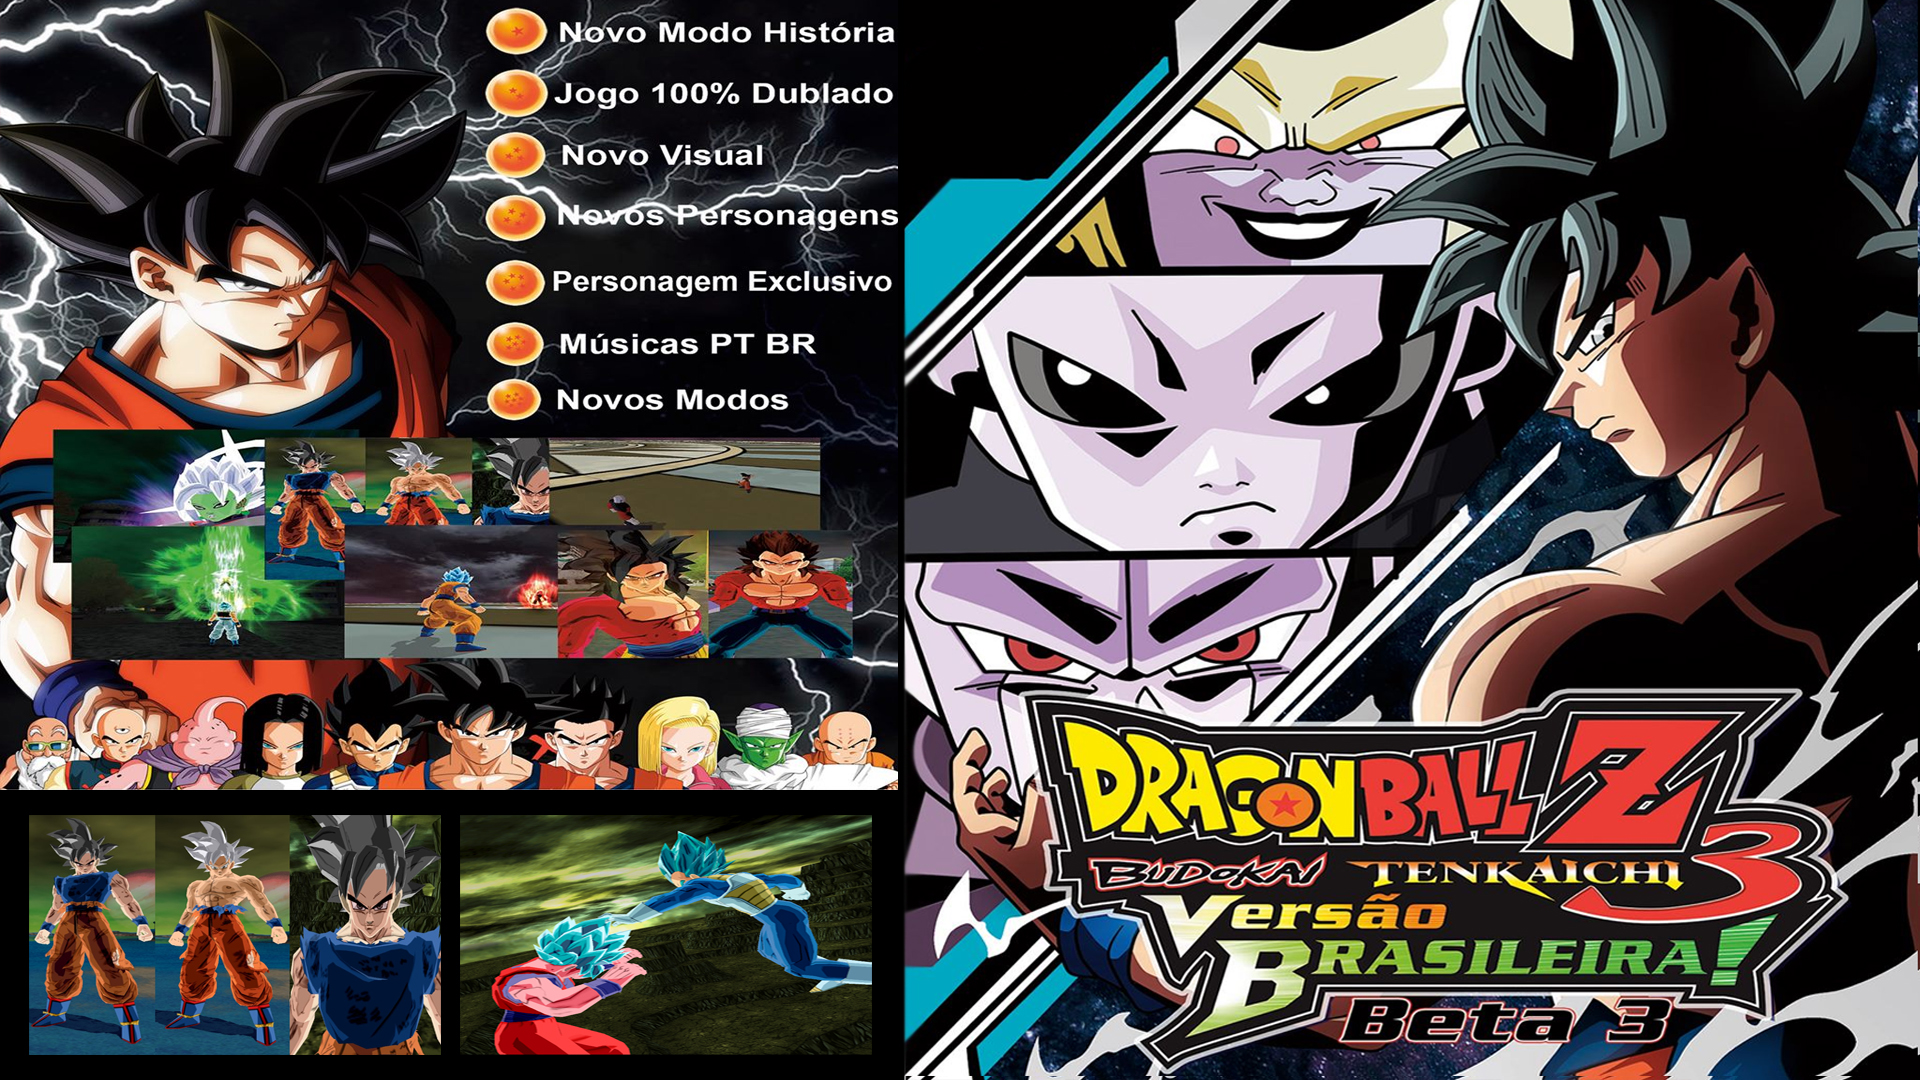 Novo Modo História
Jogo 100% Dublado
Novo Visual
Novos Personagens
Personagem Exclusivo
Músicas PT BR
Novos Modos
DRAGON BALL Z
BUDOKAI TENKAICHI 3
Versão
BRASILEIRA!
Beta 3